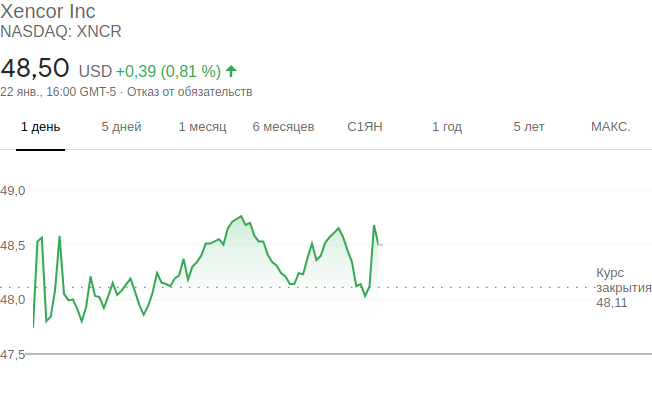 Xencor Inc
NASDAQ: XNCR
48,50 USD +0,39 (0,81 %)
22 янв., 16:00 GMT-5 · Отказ от обязательств
1 день 5 дней 1 месяц 6 месяцев С1ЯН 1 год 5 лет МАКС.
49,0
48,5
48,0
47,5
Курс
закрытия
48,11